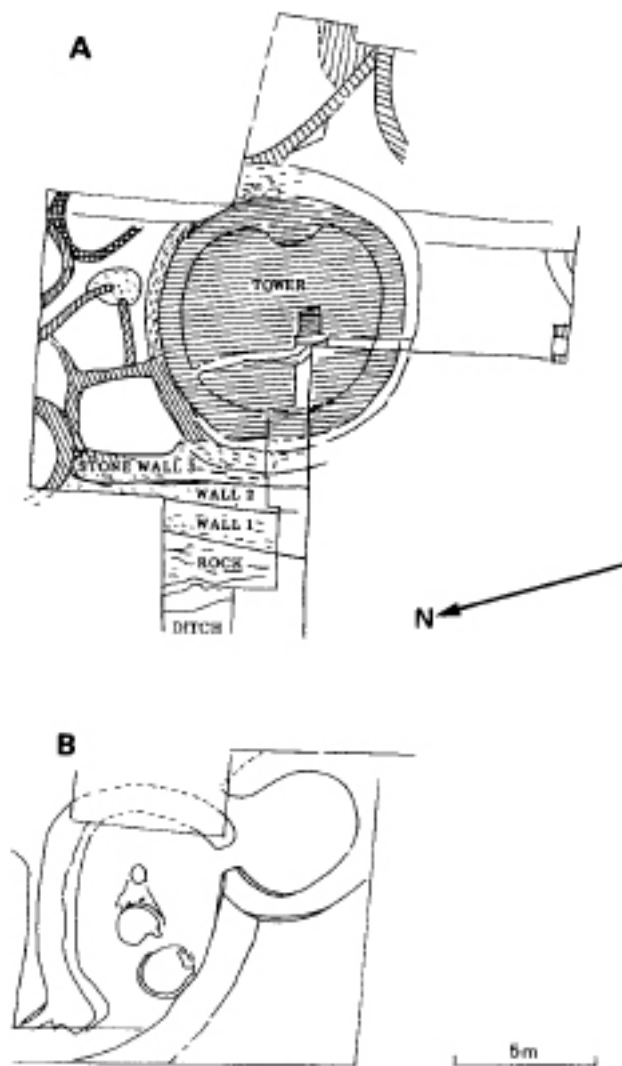 A
TOWER
STONE WALL 3
WALL 2
WALL 1
ROCK
DITCH
N
B
5m